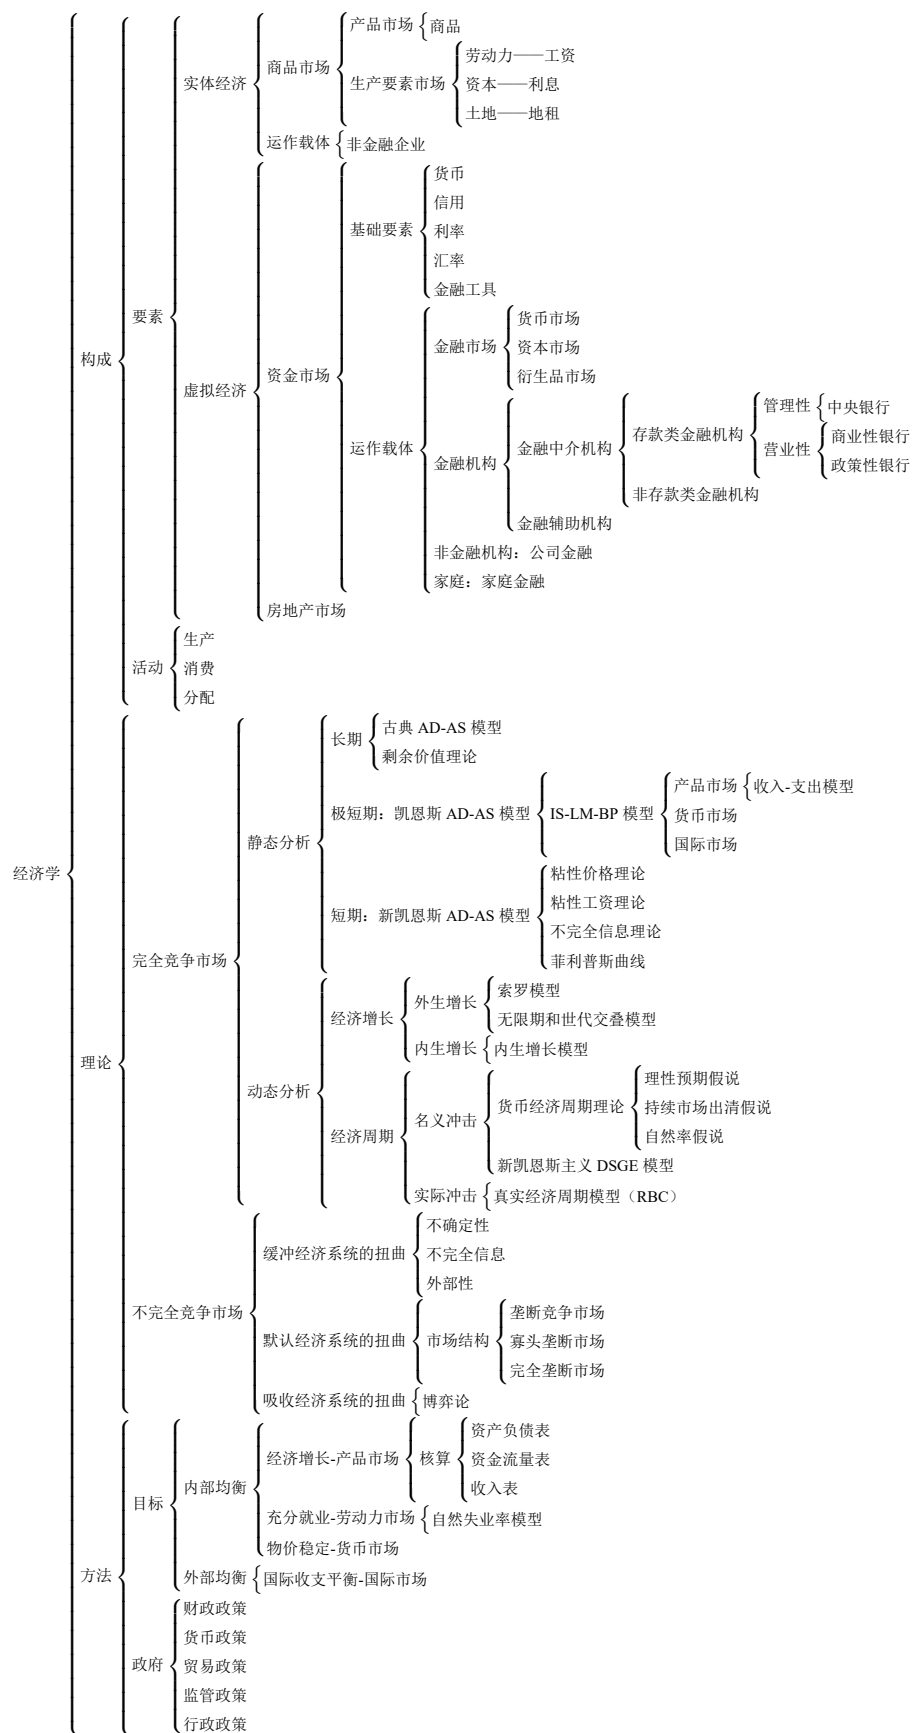 经济学
构成
要素
实体经济
商品市场
产品市场
商品
生产要素市场
劳动力——工资
资本——利息
土地——地租
运作载体
非金融企业
虚拟经济
资金市场
基础要素
货币
信用
利率
汇率
金融工具
运作载体
金融市场
货币市场
资本市场
衍生品市场
金融机构
金融中介机构
存款类金融机构
管理性
中央银行
营业性
商业性银行
政策性银行
非存款类金融机构
金融辅助机构
非金融机构：公司金融
家庭：家庭金融
房地产市场
活动
生产
消费
分配
理论
完全竞争市场
静态分析
长期
古典 AD-AS 模型
剩余价值理论
极短期：凯恩斯 AD-AS 模型
IS-LM-BP 模型
产品市场
收入-支出模型
货币市场
国际市场
短期：新凯恩斯 AD-AS 模型
粘性价格理论
粘性工资理论
不完全信息理论
菲利普斯曲线
动态分析
经济增长
外生增长
索罗模型
无限期和世代交叠模型
内生增长
内生增长模型
经济周期
名义冲击
货币经济周期理论
理性预期假说
持续市场出清假说
自然率假说
新凯恩斯主义 DSGE 模型
实际冲击
真实经济周期模型（RBC）
不完全竞争市场
缓冲经济系统的扭曲
不确定性
不完全信息
外部性
默认经济系统的扭曲
市场结构
垄断竞争市场
寡头垄断市场
完全垄断市场
吸收经济系统的扭曲
博弈论
方法
目标
内部均衡
经济增长-产品市场
核算
资产负债表
资金流量表
收入表
充分就业-劳动力市场
自然失业率模型
物价稳定-货币市场
外部均衡
国际收支平衡-国际市场
政府
财政政策
货币政策
贸易政策
监管政策
行政政策